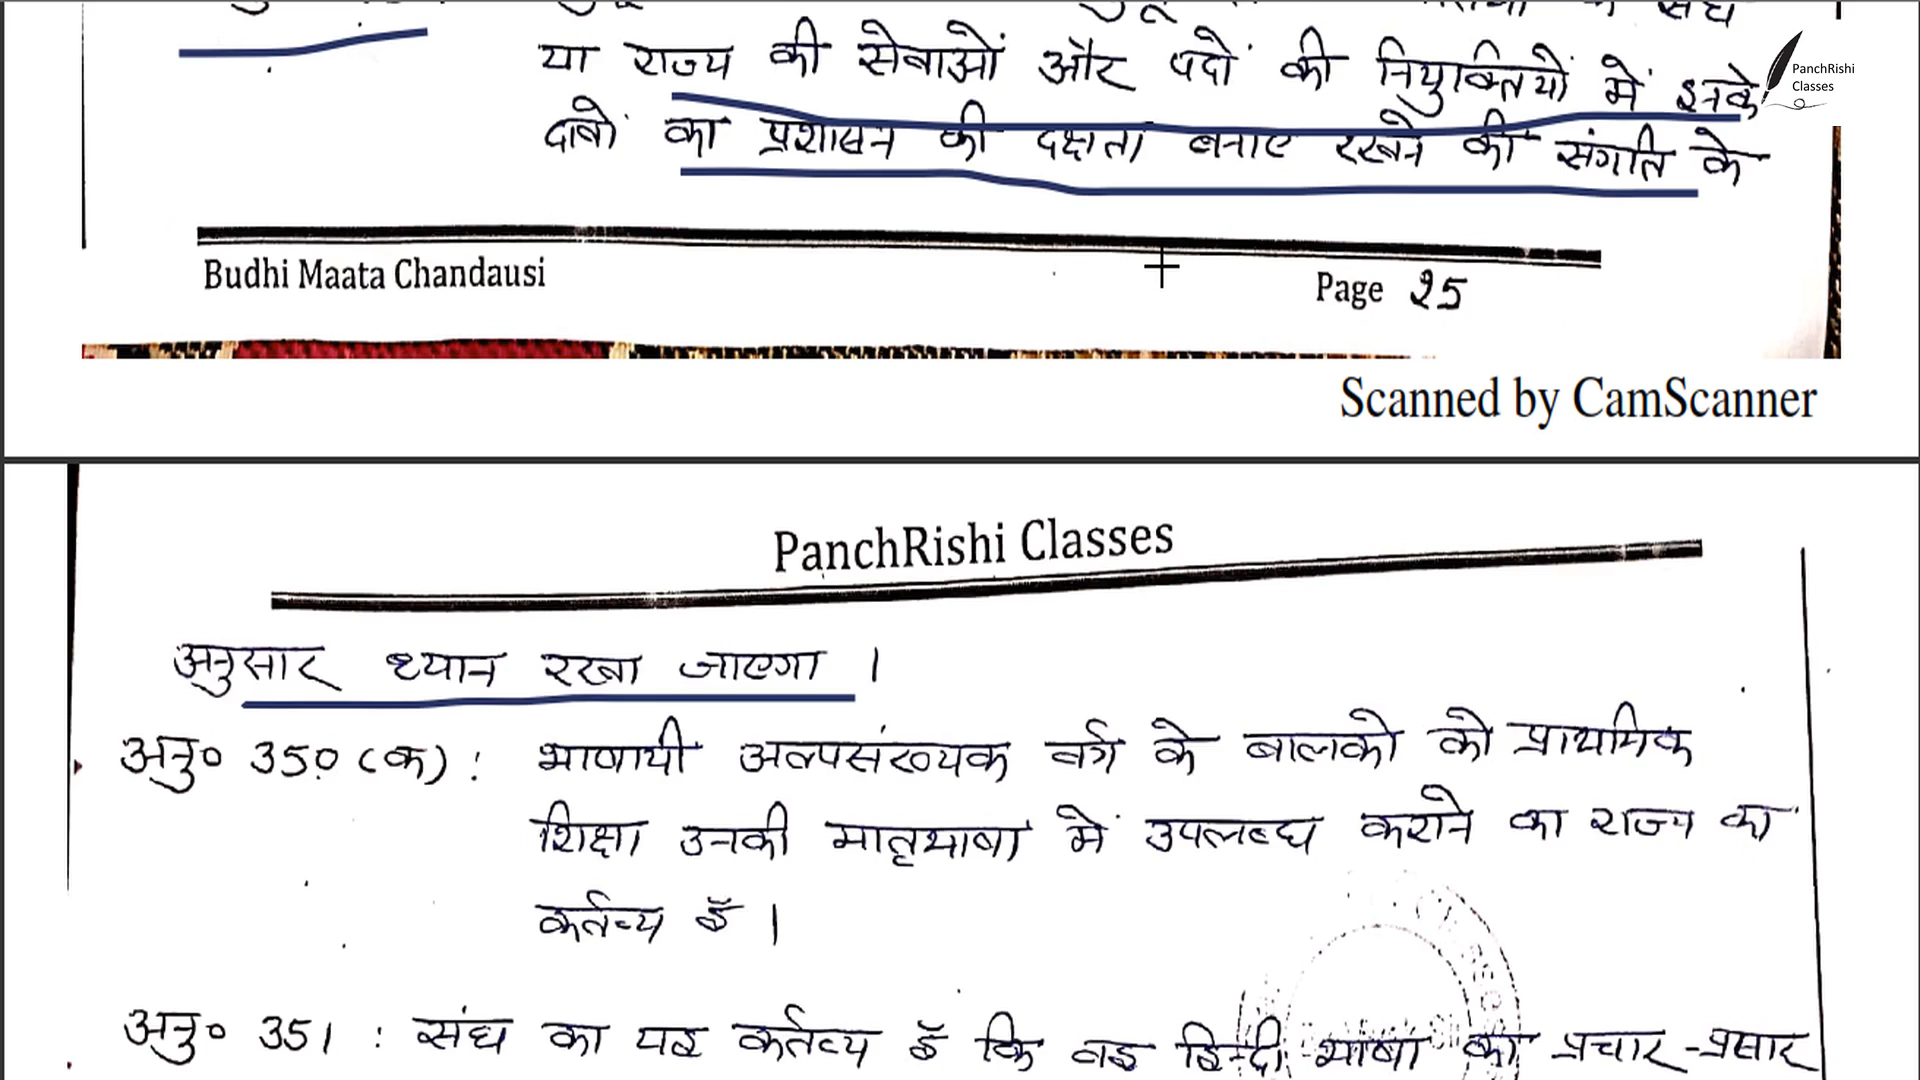 संघ
या राज्य की सेवाओं और पदों की नियुक्तियों में इनके
दावों का प्रशासन की दक्षता बनाए रखने की संगति के
PanchRishi
Classes
Budhi Maata Chandausi
Page 25
Scanned by CamScanner
PanchRishi Classes
अनुसार ध्यान रखा जाएगा ।
अनु० 350 (क) : भाषायी अल्पसंख्यक वर्ग के बालको को प्राथमिक
शिक्षा उनकी मातृभाषा में उपलब्ध कराने का राज्य का
कर्तव्य है ।
अनु० 351 : संघ का यह कर्तव्य है कि वह हिन्दी भाषा का प्रचार-प्रसार